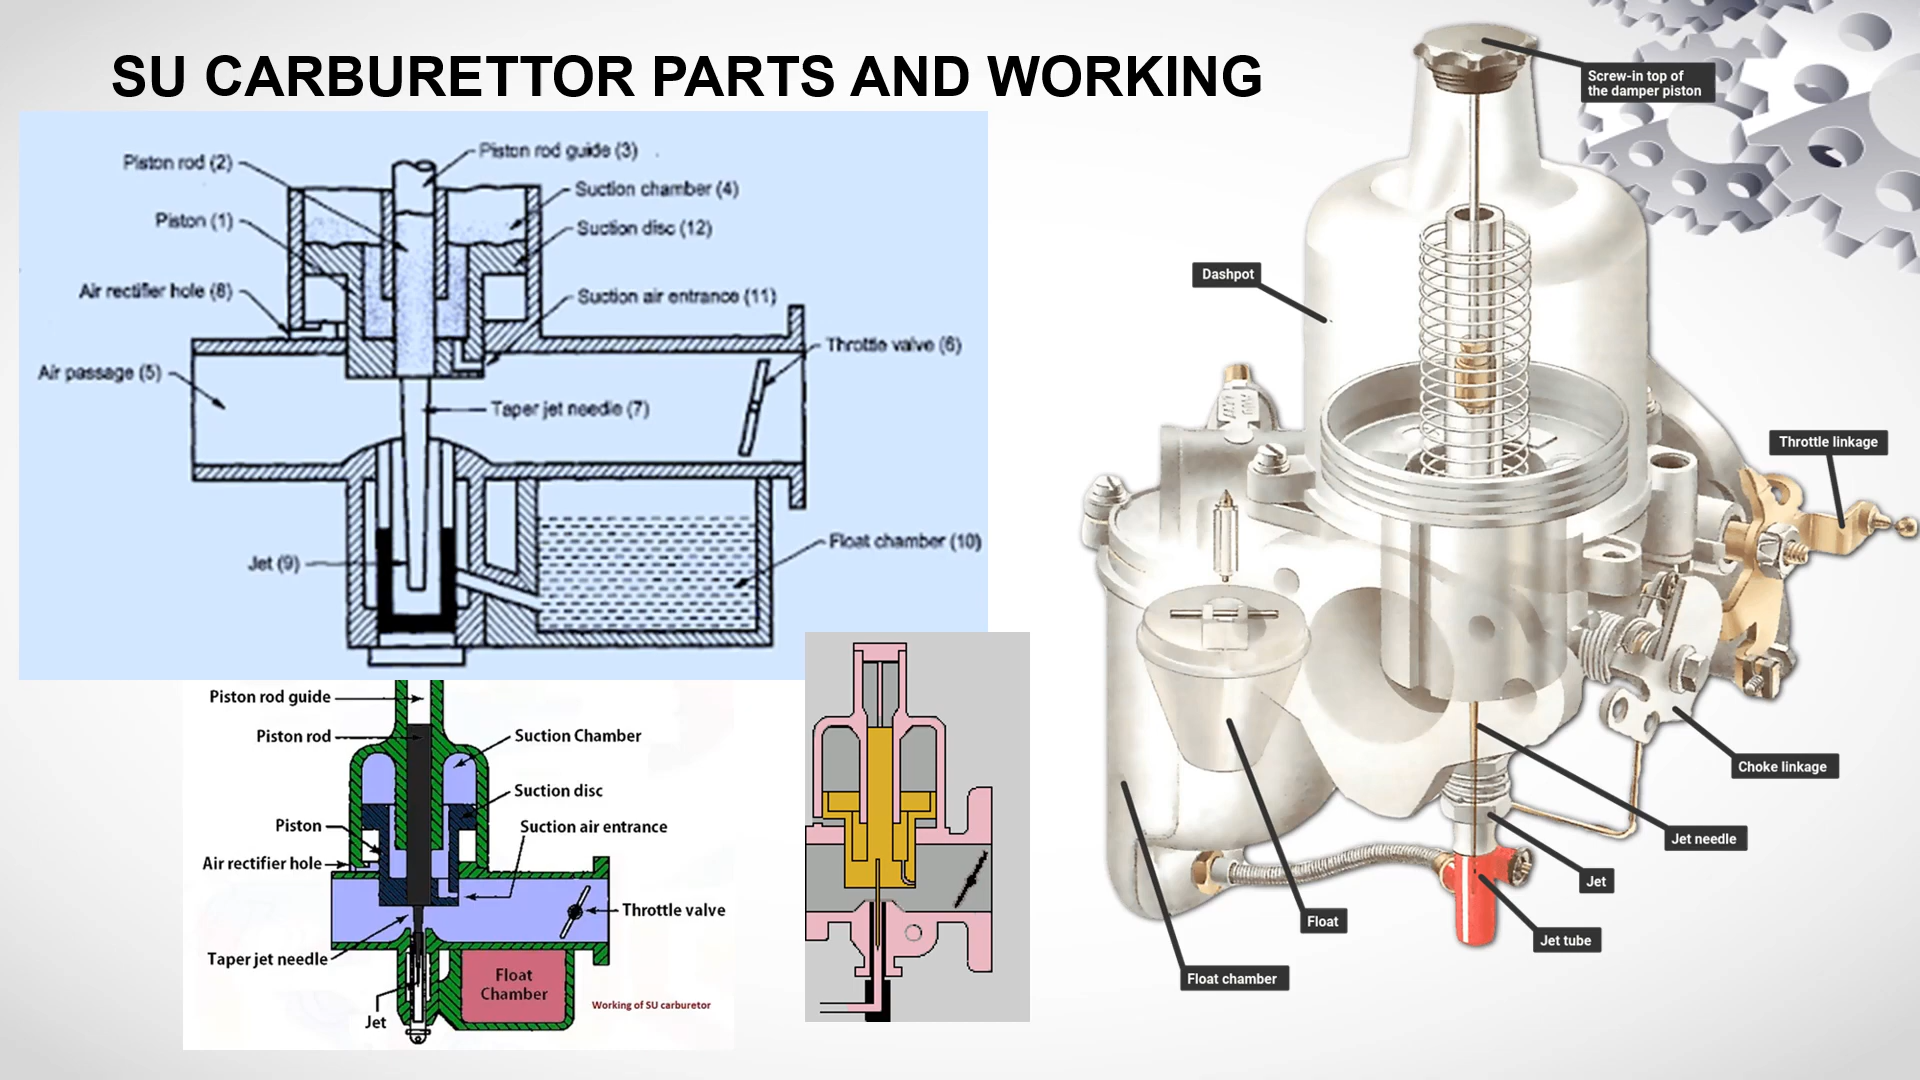 SU CARBURETTOR PARTS AND WORKING
Piston rod (2)
Piston rod guide (3)
Suction chamber (4)
Piston (1)
Suction disc (12)
Air rectifier hole (8)
Suction air entrance (11)
Throttle valve (6)
Air passage (5)
Taper jet needle (7)
Jet (9)
Float chamber (10)
Piston rod guide
Piston rod
Suction Chamber
Suction disc
Piston
Suction air entrance
Air rectifier hole
Throttle valve
Taper jet needle
Float
Chamber
Jet
Working of SU carburetor
Screw-in top of
the damper piston
Dashpot
Throttle linkage
Choke linkage
Jet needle
Jet
Float
Jet tube
Float chamber